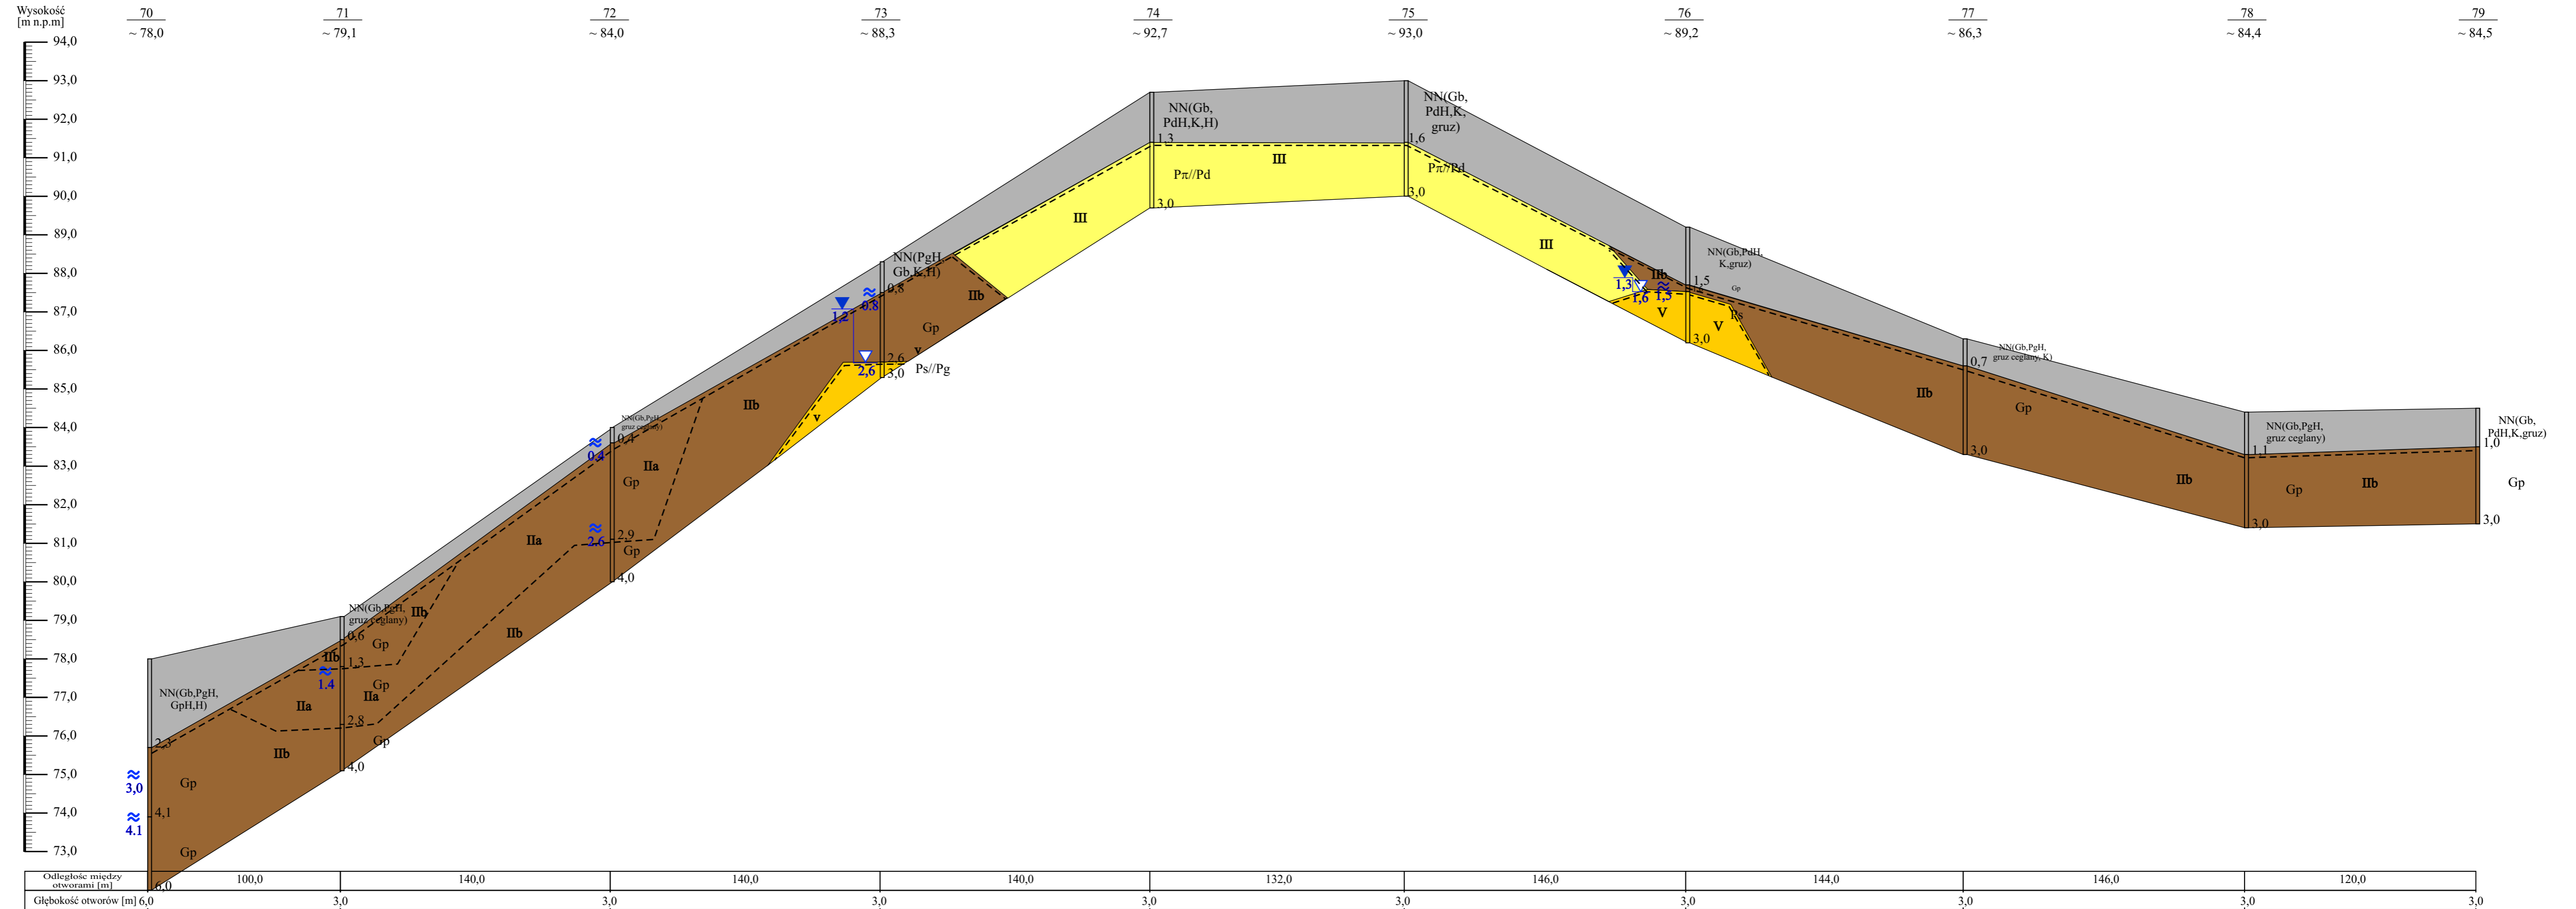 Wysokość
[m n.p.m]
70 71 72 73 74 75 76 77 78 79
~ 78,0 ~ 79,1 ~ 84,0 ~ 88,3 ~ 92,7 ~ 93,0 ~ 89,2 ~ 86,3 ~ 84,4 ~ 84,5
94,0
93,0
92,0
91,0
90,0
89,0
88,0
87,0
86,0
85,0
84,0
83,0
82,0
81,0
80,0
79,0
78,0
77,0
76,0
75,0
74,0
73,0
NN(Gb,PgH,
GpH,H)
2,3
Gp
3,0
4,1
4.1
Gp
6,0
NN(Gb,PgH,
gruz ceglany)
0,6
IIb
Gp
IIb
1,3
1.4
Gp
IIa
IIa
2,8
Gp
IIb
4,0
IIa
IIb
NN(Gb,PgH,
gruz ceglany)
0,4
0.4
IIa
Gp
2,9
2.6
Gp
4,0
IIb
NN(PgH,
Gb,K,H)
0,8
0.8
1,2
Gp
IIb
v
2,6
2,6
3,0
Ps//Pg
v
NN(Gb,
PdH,K,H)
1,3
III
Pπ//Pd
III
3,0
NN(Gb,
PdH,K,
gruz)
1,6
Pπ//Pd
3,0
III
NN(Gb,PdH,
K,gruz)
IIb
1,5
1,3
1,6
1,5
Gp
Ps
V
V
3,0
NN(Gb,PgH,
gruz ceglany, K)
0,7
IIb
Gp
3,0
NN(Gb,PgH,
gruz ceglany)
1,1
IIb
Gp
IIb
3,0
NN(Gb,
PdH,K,gruz)
1,0
Gp
3,0
Odległośc między
otworami [m]
100,0 140,0 140,0 140,0 132,0 146,0 144,0 146,0 120,0
Głębokość otworów [m] 6,0 3,0 3,0 3,0 3,0 3,0 3,0 3,0 3,0 3,0